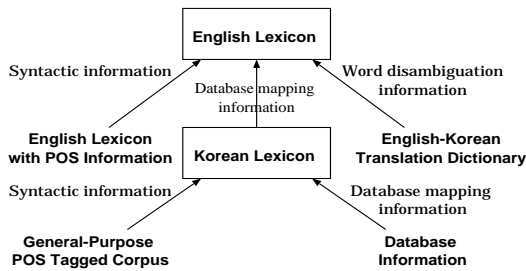 English Lexicon
Syntactic information
Word disambiguation
information
Database mapping
information
English Lexicon
with POS Information
Korean Lexicon
English-Korean
Translation Dictionary
Syntactic information
Database mapping
information
General-Purpose
POS Tagged Corpus
Database
Information